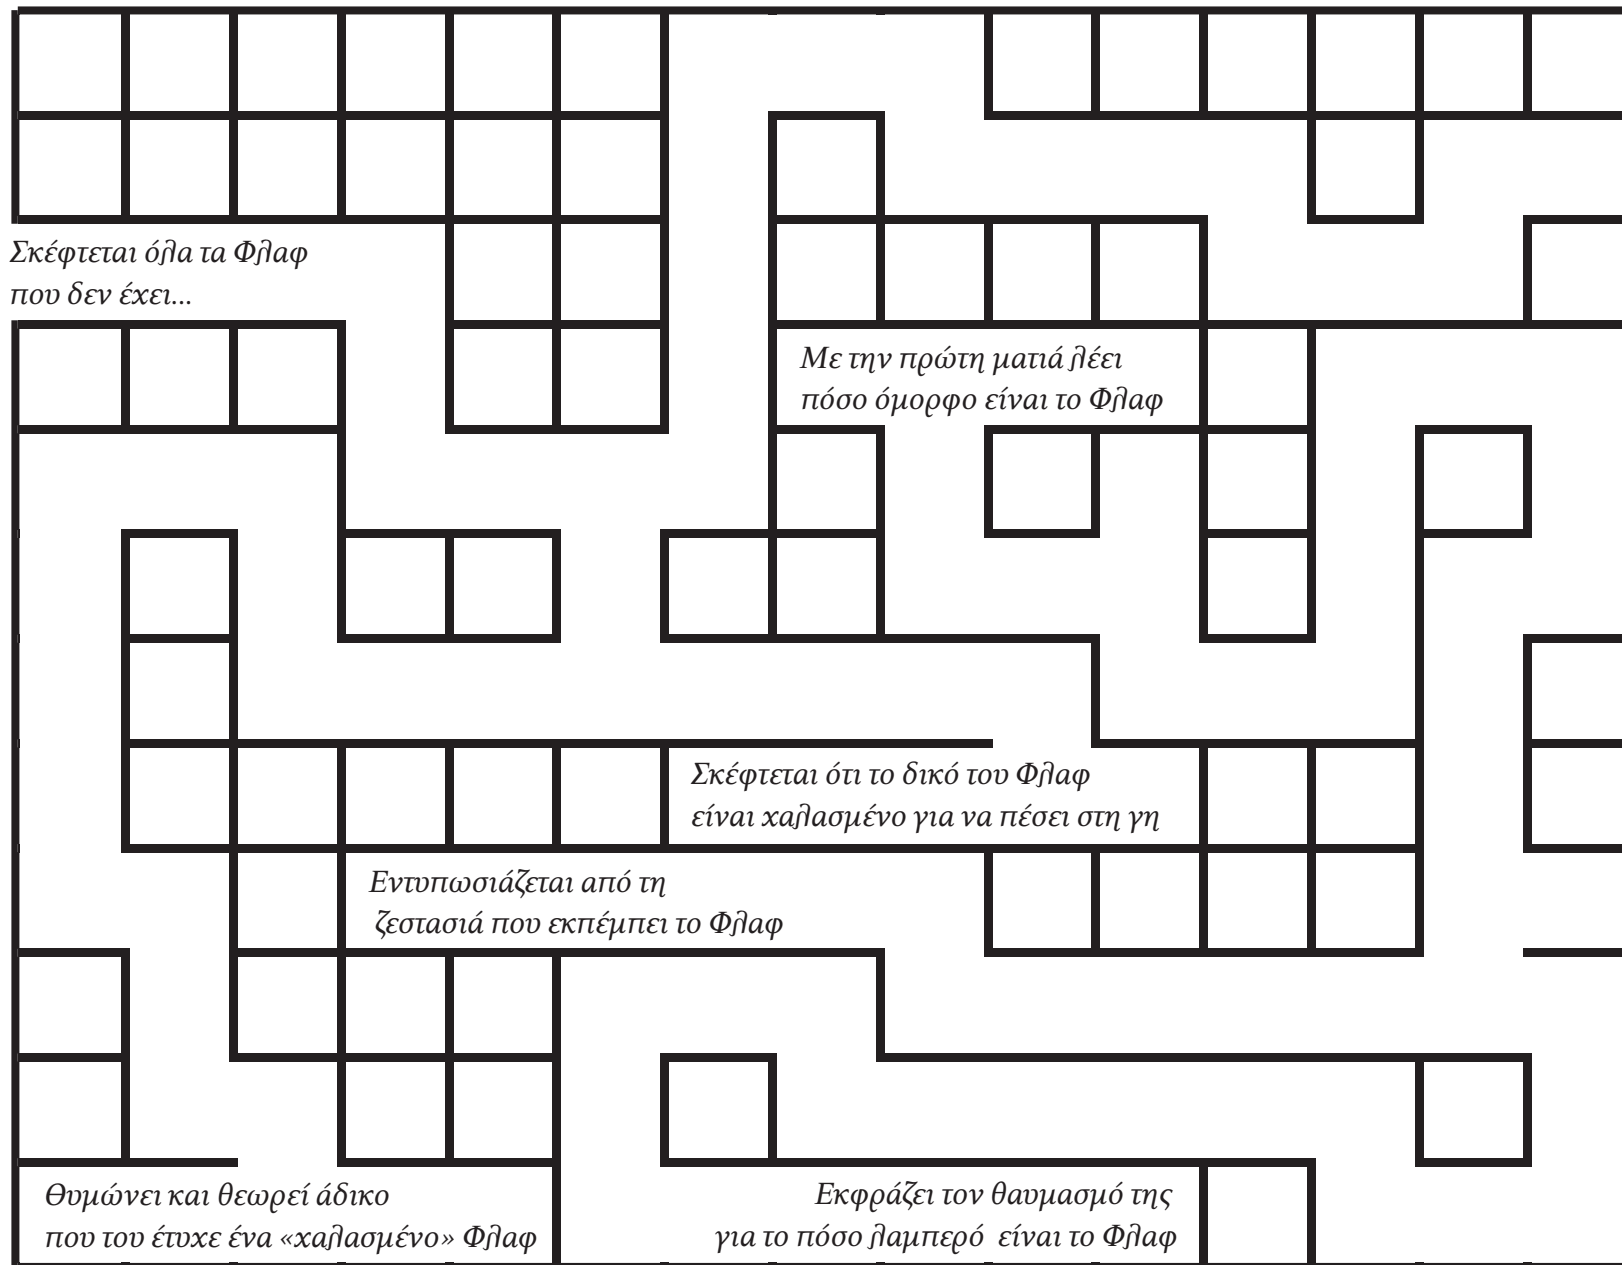 Σκέφτεται όλα τα Φλαφ
που δεν έχει...
Με την πρώτη ματιά λέει
πόσο όμορφο είναι το Φλαφ
Σκέφτεται ότι το δικό του Φλαφ
είναι χαλασμένο για να πέσει στη γη
Εντυπωσιάζεται από τη
ζεστασιά που εκπέμπει το Φλαφ
Θυμώνει και θεωρεί άδικο
που του έτυχε ένα «χαλασμένο» Φλαφ
Εκφράζει τον θαυμασμό της
για το πόσο λαμπερό είναι το Φλαφ